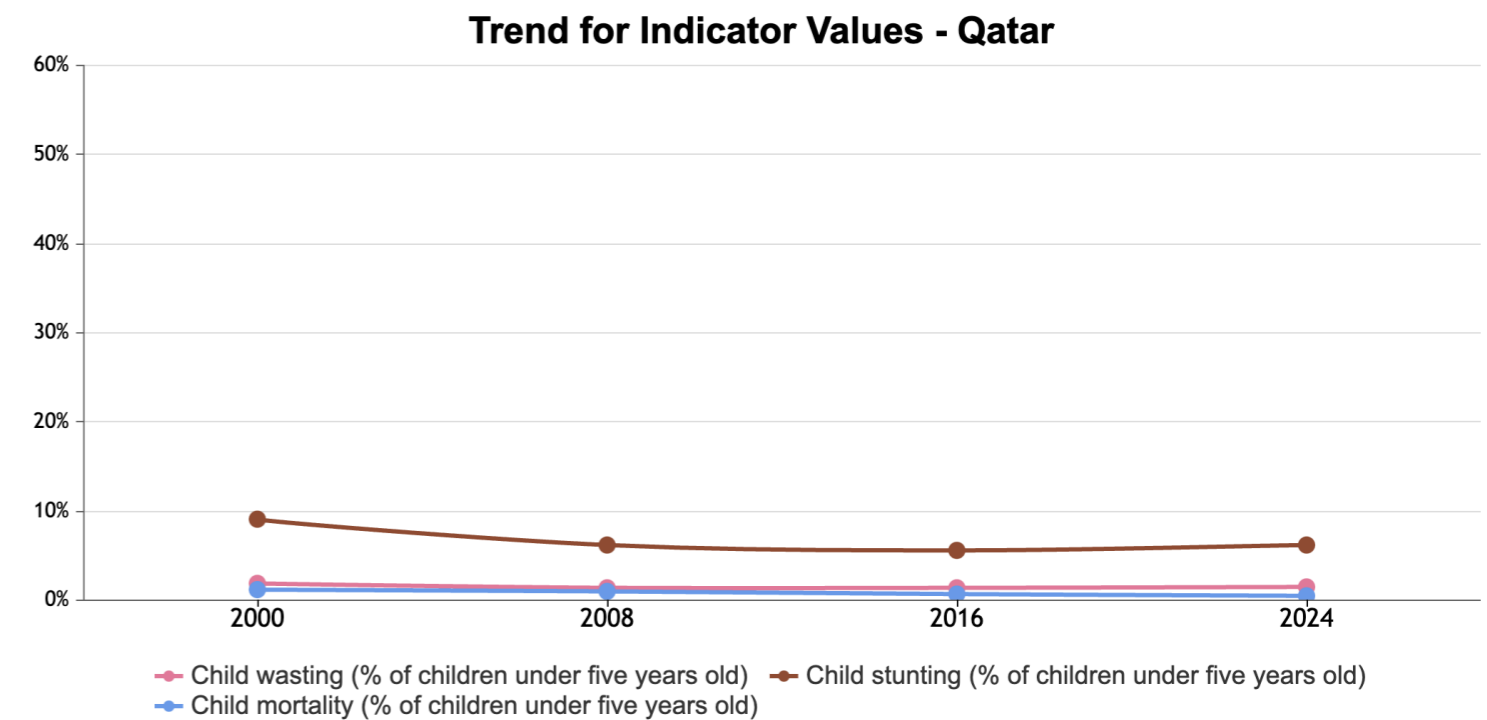 Trend for Indicator Values - Qatar
60%
50%
40%
30%
20%
10%
0%
2000 2008 2016 2024
Child wasting (% of children under five years old) Child stunting (% of children under five years old)
Child mortality (% of children under five years old)